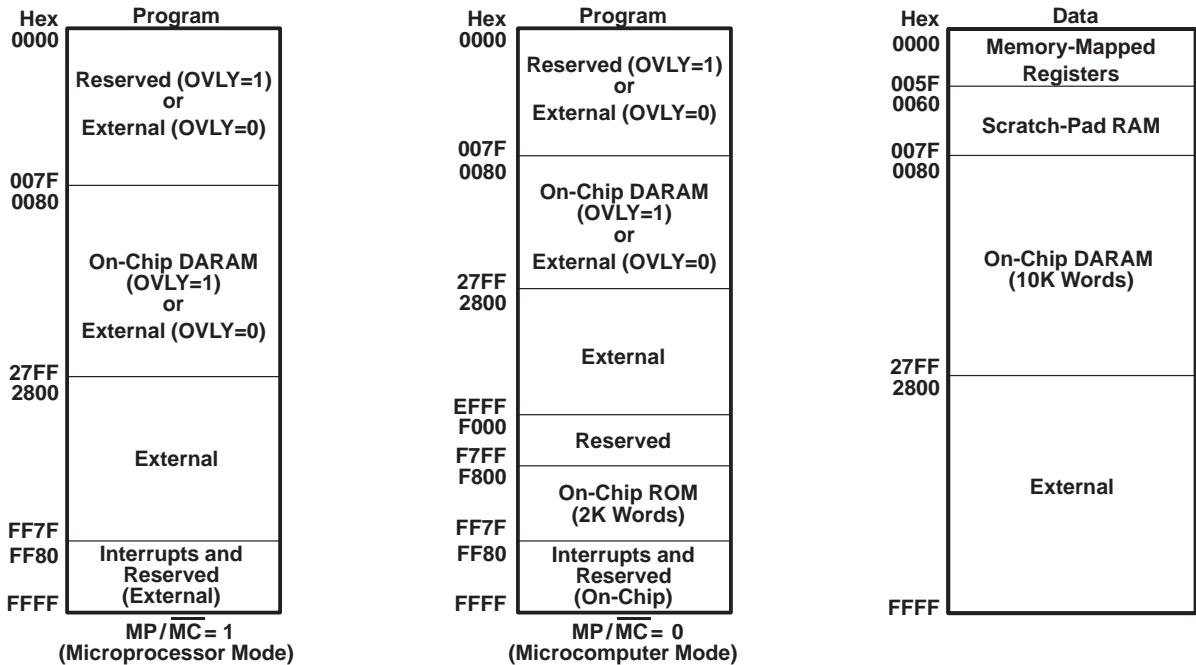 Hex Program
0000
Reserved (OVLY=1)
or
External (OVLY=0)
007F
0080
On-Chip DARAM
(OVLY=1)
or
External (OVLY=0)
27FF
2800
External
FF7F
FF80
Interrupts and
Reserved
(External)
FFFF
MP/MC= 1
(Microprocessor Mode)
Hex Program
0000
Reserved (OVLY=1)
or
External (OVLY=0)
007F
0080
On-Chip DARAM
(OVLY=1)
or
External (OVLY=0)
27FF
2800
External
EFFF
F000
Reserved
F7FF
F800
On-Chip ROM
(2K Words)
FF7F
FF80
Interrupts and
Reserved
(On-Chip)
FFFF
MP/MC= 0
(Microcomputer Mode)
Hex Data
0000
Memory-Mapped
Registers
005F
0060
Scratch-Pad RAM
007F
0080
On-Chip DARAM
(10K Words)
27FF
2800
External
FFFF